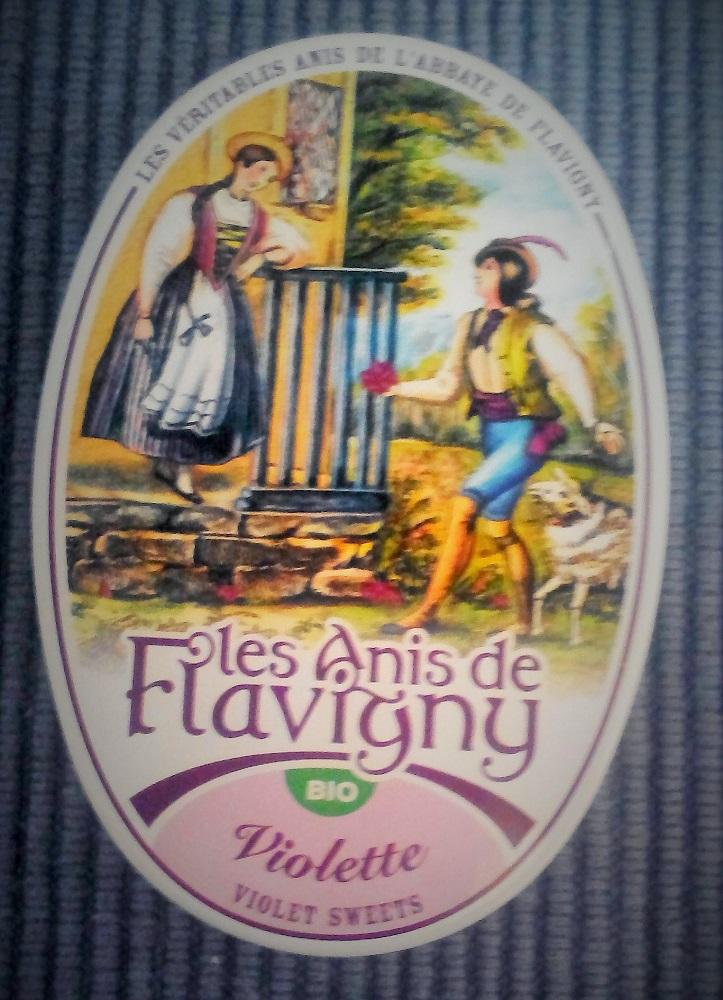 LES VÉRITABLES ANIS DE L'ABBAYE DE FLAVIGNY
les Anis de
Flavigny
BIO
Violette
VIOLET SWEETS